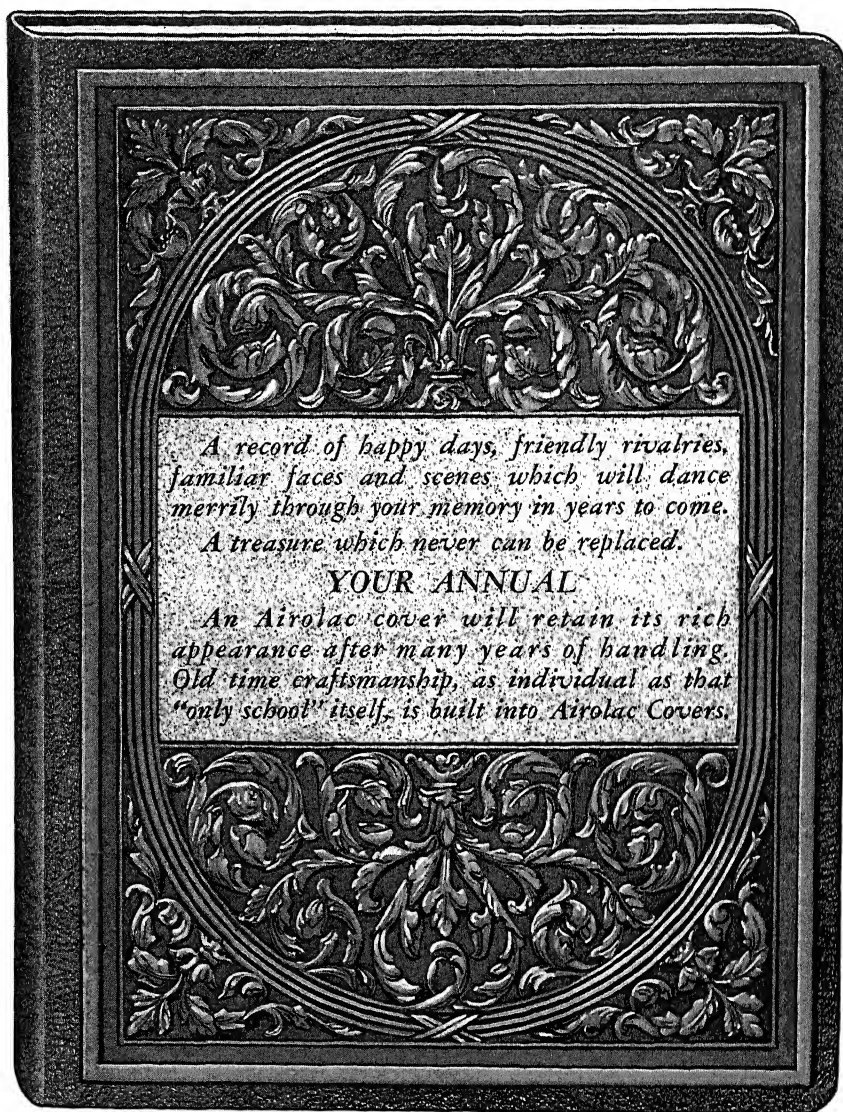 A record of happy days, friendly rivalries,
familiar faces and scenes which will dance
merrily through your memory in years to come.
A treasure which never can be replaced.
YOUR ANNUAL
An Airolac cover will retain its rich
appearance after many years of handling.
Old time craftsmanship, as individual as that
"only school" itself, is built into Airolac Covers.